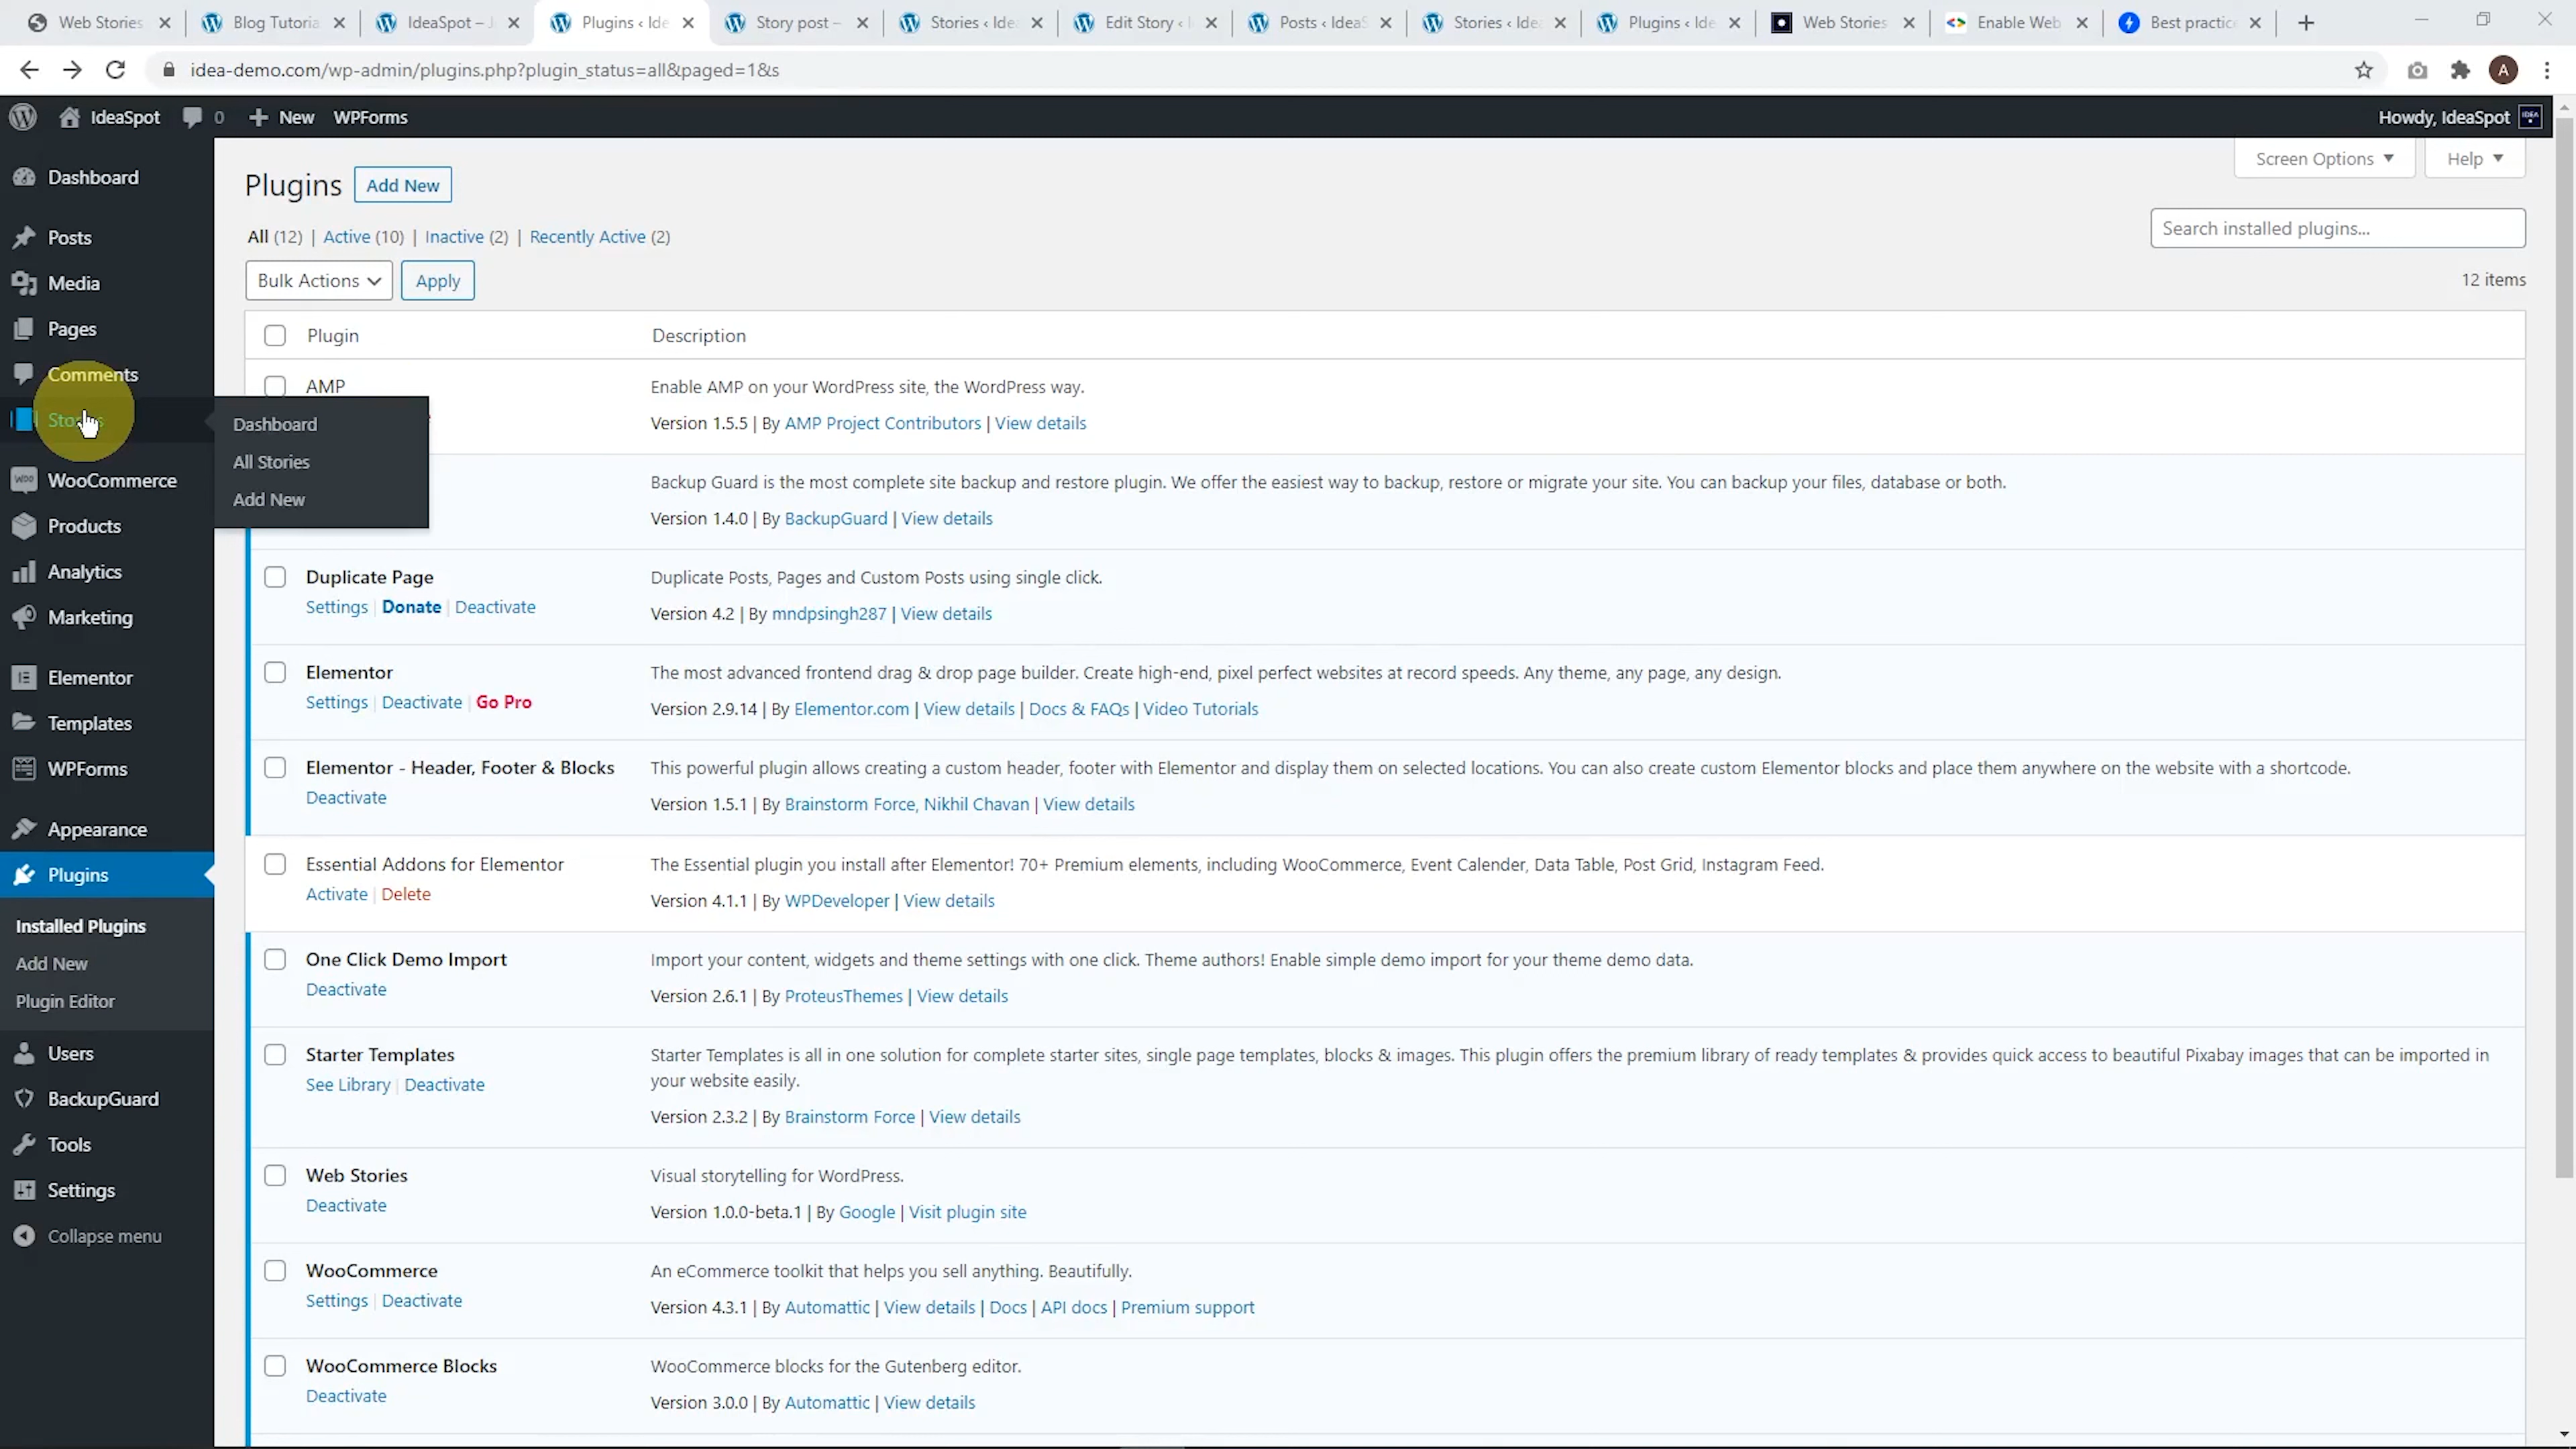 Web Stories
Blog Tutoria
IdeaSpot – J
Plugins ‹ Ide
Story post –
Stories ‹ Idea
Edit Story ‹ I
Posts ‹ IdeaS
Stories ‹ Idea
Plugins ‹ Ide
Web Stories
Enable Web
Best practic
idea-demo.com/wp-admin/plugins.php?plugin_status=all&paged=1&s
A
IdeaSpot
0
+ New
WPForms
Howdy, IdeaSpot
Dashboard
Posts
Media
Pages
Comments
WooCommerce
Products
Analytics
Marketing
Elementor
Templates
WPForms
Appearance
Plugins
Installed Plugins
Add New
Plugin Editor
Users
BackupGuard
Tools
Settings
Collapse menu
Dashboard
All Stories
Add New
Screen Options
Help
Plugins Add New
All (12) | Active (10) | Inactive (2) | Recently Active (2)
Search installed plugins...
Bulk Actions Apply
12 items
Plugin Description
AMP
Enable AMP on your WordPress site, the WordPress way.
Version 1.5.5 | By AMP Project Contributors | View details
Backup Guard is the most complete site backup and restore plugin. We offer the easiest way to backup, restore or migrate your site. You can backup your files, database or both.
Version 1.4.0 | By BackupGuard | View details
Duplicate Page
Settings | Donate | Deactivate
Duplicate Posts, Pages and Custom Posts using single click.
Version 4.2 | By mndpsingh287 | View details
Elementor
Settings | Deactivate | Go Pro
The most advanced frontend drag & drop page builder. Create high-end, pixel perfect websites at record speeds. Any theme, any page, any design.
Version 2.9.14 | By Elementor.com | View details | Docs & FAQs | Video Tutorials
Elementor - Header, Footer & Blocks
Deactivate
This powerful plugin allows creating a custom header, footer with Elementor and display them on selected locations. You can also create custom Elementor blocks and place them anywhere on the website with a shortcode.
Version 1.5.1 | By Brainstorm Force, Nikhil Chavan | View details
Essential Addons for Elementor
Activate | Delete
The Essential plugin you install after Elementor! 70+ Premium elements, including WooCommerce, Event Calender, Data Table, Post Grid, Instagram Feed.
Version 4.1.1 | By WPDeveloper | View details
One Click Demo Import
Deactivate
Import your content, widgets and theme settings with one click. Theme authors! Enable simple demo import for your theme demo data.
Version 2.6.1 | By ProteusThemes | View details
Starter Templates
See Library | Deactivate
Starter Templates is all in one solution for complete starter sites, single page templates, blocks & images. This plugin offers the premium library of ready templates & provides quick access to beautiful Pixabay images that can be imported in
your website easily.
Version 2.3.2 | By Brainstorm Force | View details
Web Stories
Deactivate
Visual storytelling for WordPress.
Version 1.0.0-beta.1 | By Google | Visit plugin site
WooCommerce
Settings | Deactivate
An eCommerce toolkit that helps you sell anything. Beautifully.
Version 4.3.1 | By Automattic | View details | Docs | API docs | Premium support
WooCommerce Blocks
Deactivate
WooCommerce blocks for the Gutenberg editor.
Version 3.0.0 | By Automattic | View details